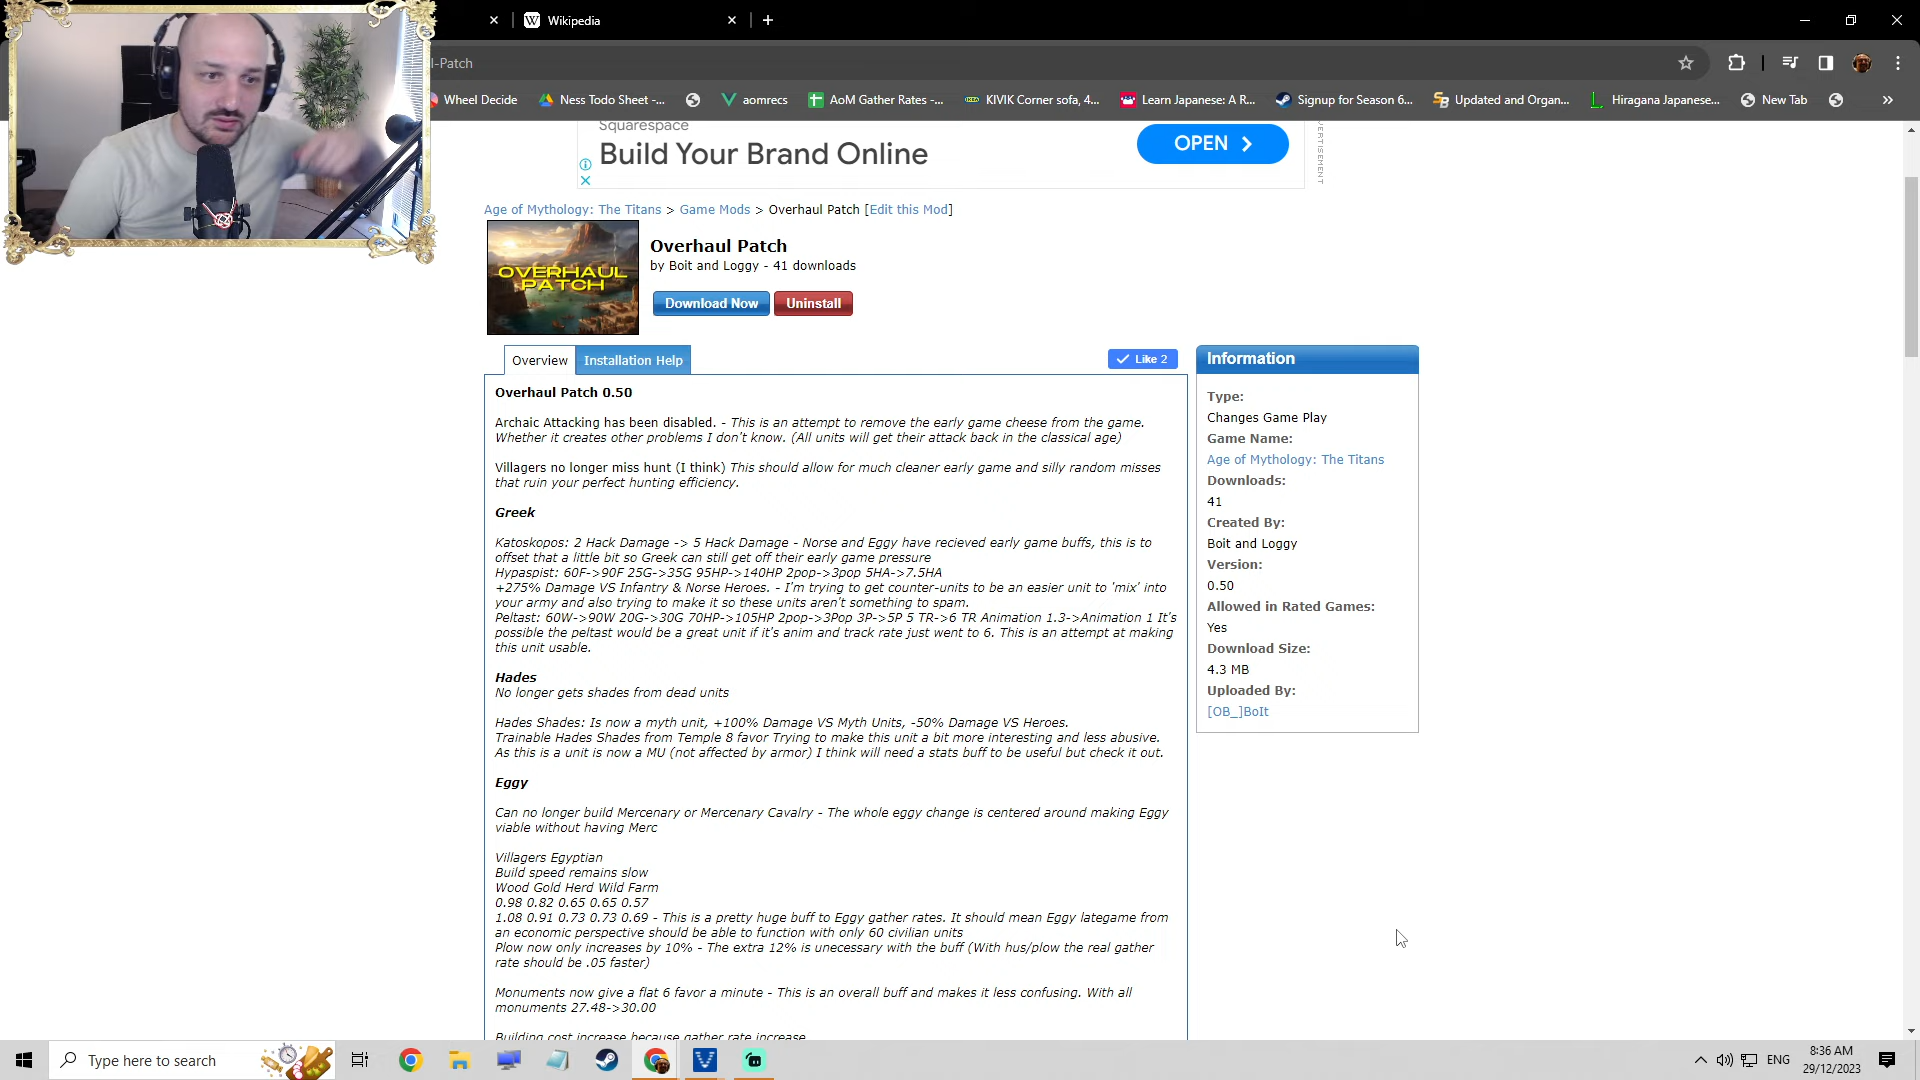 Wikipedia
l-Patch
Wheel Decide
Ness Todo Sheet -...
aomrecs
AoM Gather Rates -...
KIVIK Corner sofa, 4...
Learn Japanese: A R...
Signup for Season 6...
Updated and Organ...
Hiragana Japanese...
New Tab
Squarespace
Build Your Brand Online
OPEN
Age of Mythology: The Titans > Game Mods > Overhaul Patch [Edit this Mod]
OVERHAUL
PATCH
Overhaul Patch
by Boit and Loggy - 41 downloads
Download Now
Uninstall
Overview
Installation Help
Like 2
Overhaul Patch 0.50
Archaic Attacking has been disabled. - This is an attempt to remove the early game cheese from the game.
Whether it creates other problems I don't know. (All units will get their attack back in the classical age)
Villagers no longer miss hunt (I think) This should allow for much cleaner early game and silly random misses
that ruin your perfect hunting efficiency.
Greek
Katoskopos: 2 Hack Damage -> 5 Hack Damage - Norse and Eggy have recieved early game buffs, this is to
offset that a little bit so Greek can still get off their early game pressure
Hypaspist: 60F->90F 25G->35G 95HP->140HP 2pop->3pop 5HA->7.5HA
+275% Damage VS Infantry & Norse Heroes. - I'm trying to get counter-units to be an easier unit to 'mix' into
your army and also trying to make it so these units aren't something to spam.
Peltast: 60W->90W 20G->30G 70HP->105HP 2pop->3Pop 3P->5P 5 TR->6 TR Animation 1.3->Animation 1 It's
possible the peltast would be a great unit if it's anim and track rate just went to 6. This is an attempt at making
this unit usable.
Hades
No longer gets shades from dead units
Hades Shades: Is now a myth unit, +100% Damage VS Myth Units, -50% Damage VS Heroes.
Trainable Hades Shades from Temple 8 favor Trying to make this unit a bit more interesting and less abusive.
As this is a unit is now a MU (not affected by armor) I think will need a stats buff to be useful but check it out.
Eggy
Can no longer build Mercenary or Mercenary Cavalry - The whole eggy change is centered around making Eggy
viable without having Merc
Villagers Egyptian
Build speed remains slow
Wood Gold Herd Wild Farm
0.98 0.82 0.65 0.65 0.57
1.08 0.91 0.73 0.73 0.69 - This is a pretty huge buff to Eggy gather rates. It should mean Eggy lategame from
an economic perspective should be able to function with only 60 civilian units
Plow now only increases by 10% - The extra 12% is unecessary with the buff (With hus/plow the real gather
rate should be .05 faster)
Monuments now give a flat 6 favor a minute - This is an overall buff and makes it less confusing. With all
monuments 27.48->30.00
Building cost increase because gather rate increase
Information
Type:
Changes Game Play
Game Name:
Age of Mythology: The Titans
Downloads:
41
Created By:
Boit and Loggy
Version:
0.50
Allowed in Rated Games:
Yes
Download Size:
4.3 MB
Uploaded By:
[OB_]BoIt
Type here to search
ENG
8:36 AM
29/12/2023